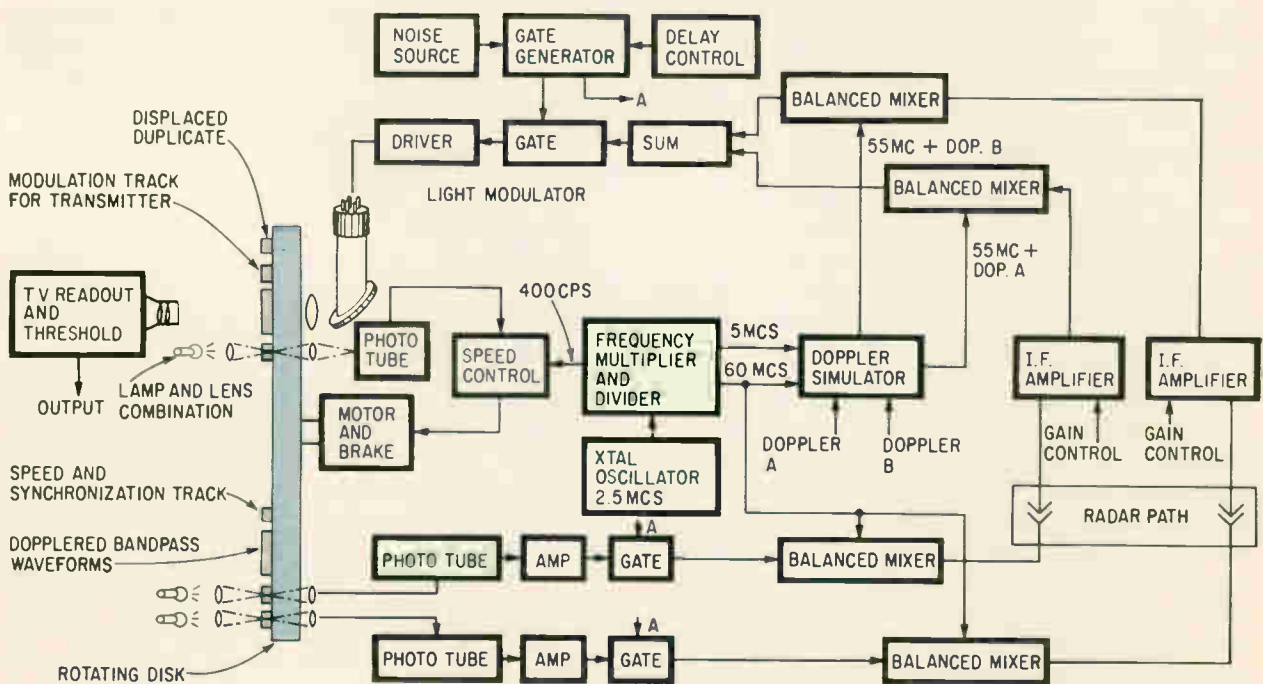 NOISE
SOURCE
GATE
GENERATOR
DELAY
CONTROL
A
BALANCED MIXER
DISPLACED
DUPLICATE
DRIVER
GATE
SUM
55MC + DOP. B
MODULATION TRACK
FOR TRANSMITTER
LIGHT MODULATOR
BALANCED MIXER
55MC +
DOP. A
TV READOUT
AND
THRESHOLD
OUTPUT
LAMP AND LENS
COMBINATION
PHOTO
TUBE
SPEED
CONTROL
400CPS
FREQUENCY
MULTIPLIER
AND
DIVIDER
5MCS
60 MCS
DOPPLER
SIMULATOR
I.F.
AMPLIFIER
I.F.
AMPLIFIER
MOTOR
AND
BRAKE
DOPPLER
A
DOPPLER
B
GAIN
CONTROL
GAIN
CONTROL
XTAL
OSCILLATOR
2.5MCS
SPEED AND
SYNCHRONIZATION TRACK
RADAR PATH
DOPPLERED BANDPASS
WAVEFORMS
A
PHOTO TUBE
AMP
GATE
BALANCED MIXER
A
PHOTO TUBE
AMP
GATE
BALANCED MIXER
ROTATING DISK